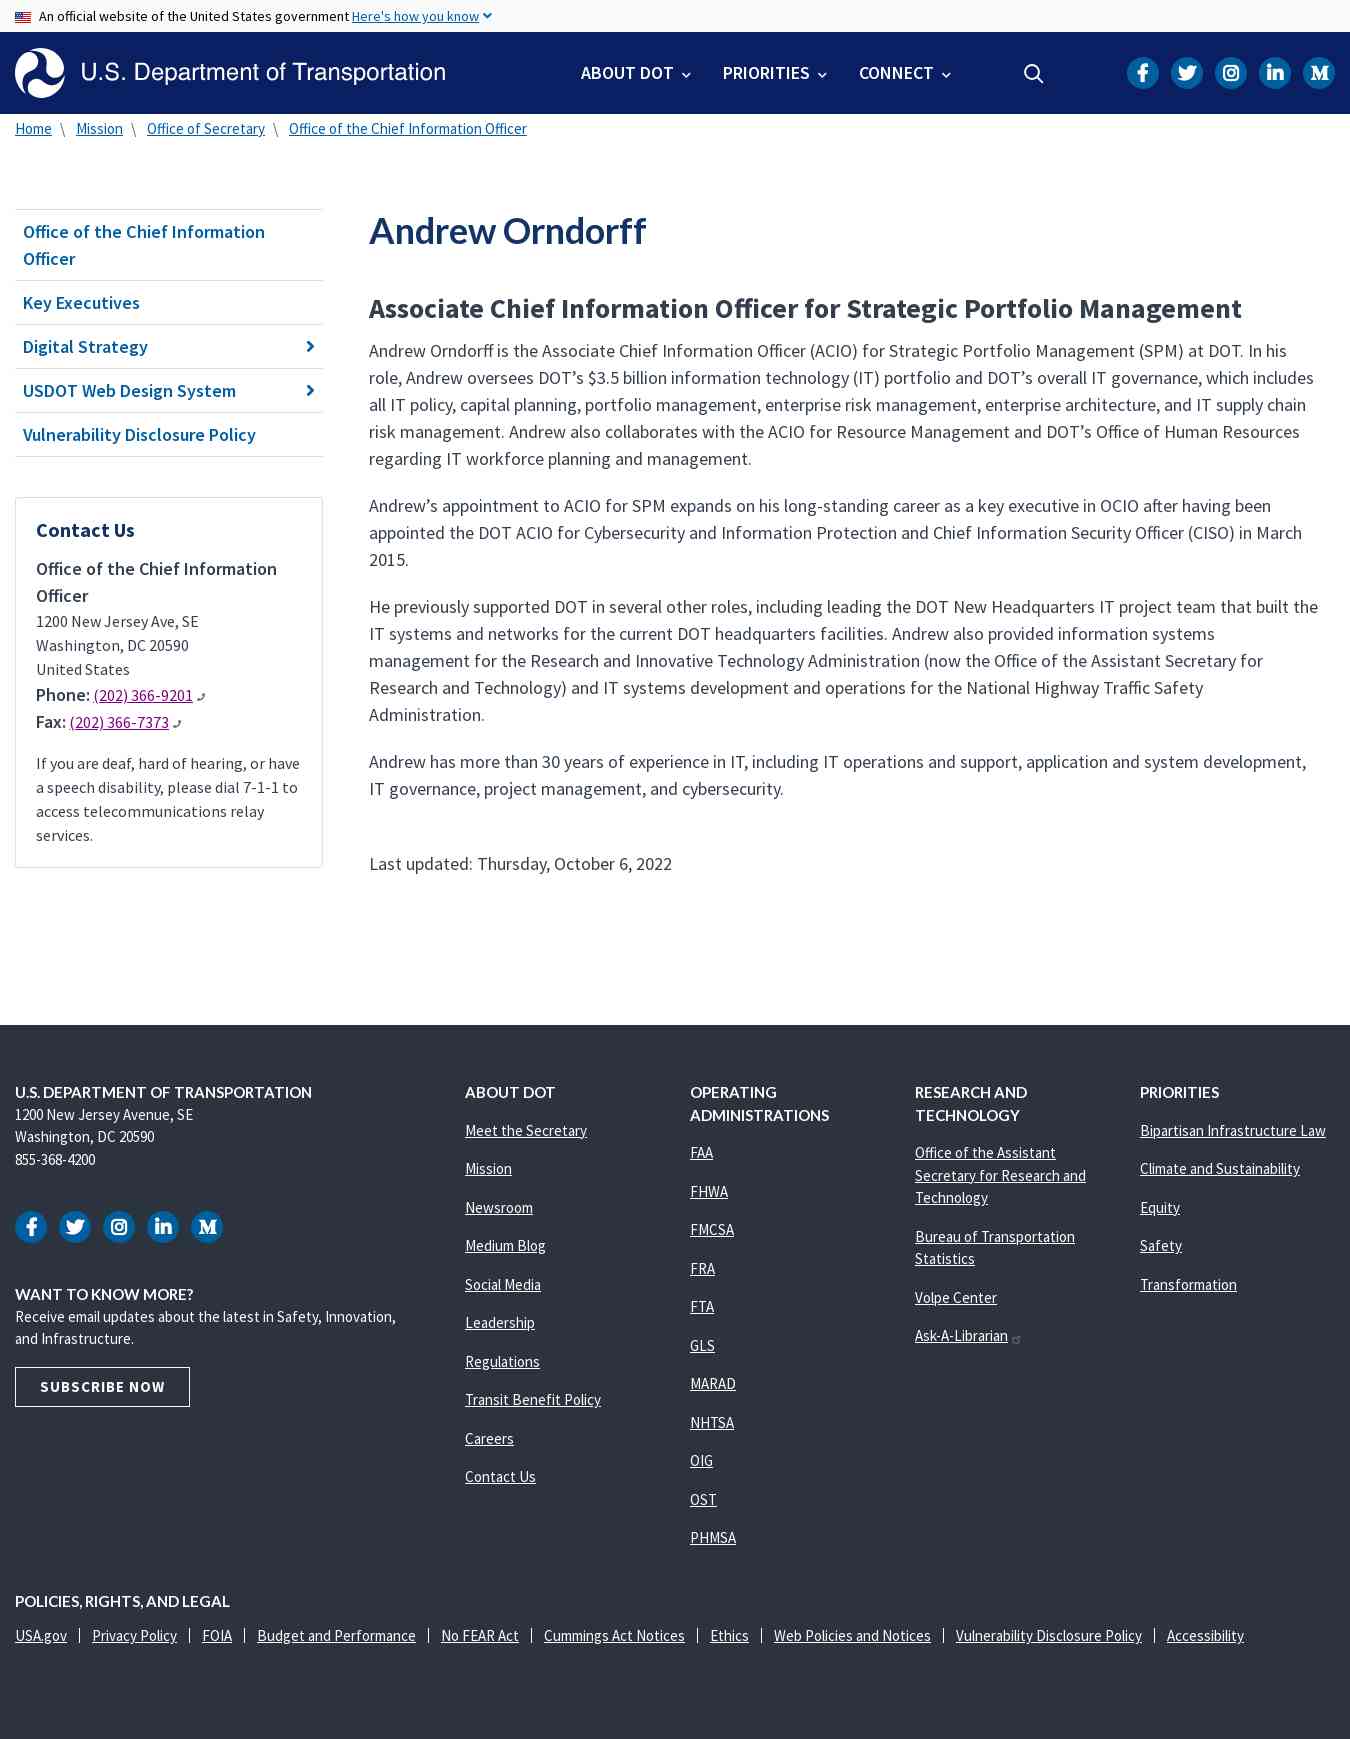 An official website of the United States government Here's how you know
U.S. Department of Transportation
ABOUT DOT
PRIORITIES
CONNECT
Home \ Mission \ Office of Secretary \ Office of the Chief Information Officer
Office of the Chief Information
Officer
Key Executives
Digital Strategy
USDOT Web Design System
Vulnerability Disclosure Policy
Contact Us
Office of the Chief Information
Officer
1200 New Jersey Ave, SE
Washington, DC 20590
United States
Phone: (202) 366-9201
Fax: (202) 366-7373
If you are deaf, hard of hearing, or have
a speech disability, please dial 7-1-1 to
access telecommunications relay
services.
Andrew Orndorff
Associate Chief Information Officer for Strategic Portfolio Management
Andrew Orndorff is the Associate Chief Information Officer (ACIO) for Strategic Portfolio Management (SPM) at DOT. In his
role, Andrew oversees DOT’s $3.5 billion information technology (IT) portfolio and DOT’s overall IT governance, which includes
all IT policy, capital planning, portfolio management, enterprise risk management, enterprise architecture, and IT supply chain
risk management. Andrew also collaborates with the ACIO for Resource Management and DOT’s Office of Human Resources
regarding IT workforce planning and management.
Andrew’s appointment to ACIO for SPM expands on his long-standing career as a key executive in OCIO after having been
appointed the DOT ACIO for Cybersecurity and Information Protection and Chief Information Security Officer (CISO) in March
2015.
He previously supported DOT in several other roles, including leading the DOT New Headquarters IT project team that built the
IT systems and networks for the current DOT headquarters facilities. Andrew also provided information systems
management for the Research and Innovative Technology Administration (now the Office of the Assistant Secretary for
Research and Technology) and IT systems development and operations for the National Highway Traffic Safety
Administration.
Andrew has more than 30 years of experience in IT, including IT operations and support, application and system development,
IT governance, project management, and cybersecurity.
Last updated: Thursday, October 6, 2022
U.S. DEPARTMENT OF TRANSPORTATION
1200 New Jersey Avenue, SE
Washington, DC 20590
855-368-4200
WANT TO KNOW MORE?
Receive email updates about the latest in Safety, Innovation,
and Infrastructure.
SUBSCRIBE NOW
ABOUT DOT
Meet the Secretary
Mission
Newsroom
Medium Blog
Social Media
Leadership
Regulations
Transit Benefit Policy
Careers
Contact Us
OPERATING
ADMINISTRATIONS
FAA
FHWA
FMCSA
FRA
FTA
GLS
MARAD
NHTSA
OIG
OST
PHMSA
RESEARCH AND
TECHNOLOGY
Office of the Assistant
Secretary for Research and
Technology
Bureau of Transportation
Statistics
Volpe Center
Ask-A-Librarian
PRIORITIES
Bipartisan Infrastructure Law
Climate and Sustainability
Equity
Safety
Transformation
POLICIES, RIGHTS, AND LEGAL
USA.gov | Privacy Policy | FOIA | Budget and Performance | No FEAR Act | Cummings Act Notices | Ethics | Web Policies and Notices | Vulnerability Disclosure Policy | Accessibility